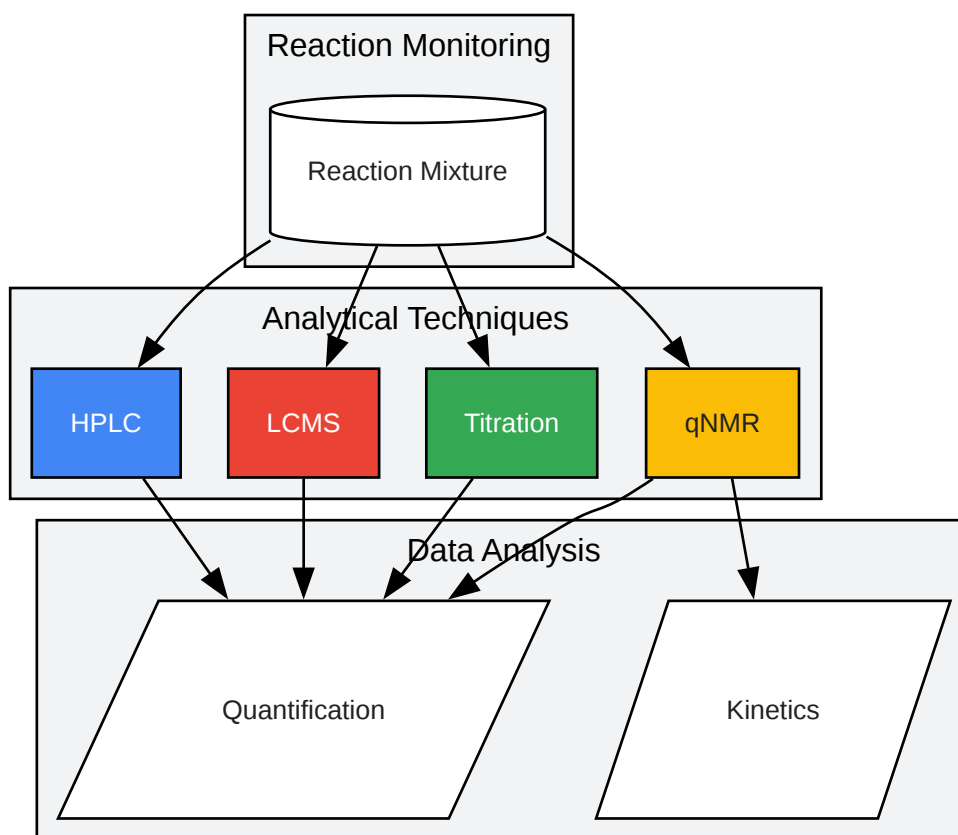 Reaction Monitoring
Reaction Mixture
Analytical Techniques
HPLC
LCMS
Titration
qNMR
Data Analysis
Quantification
Kinetics